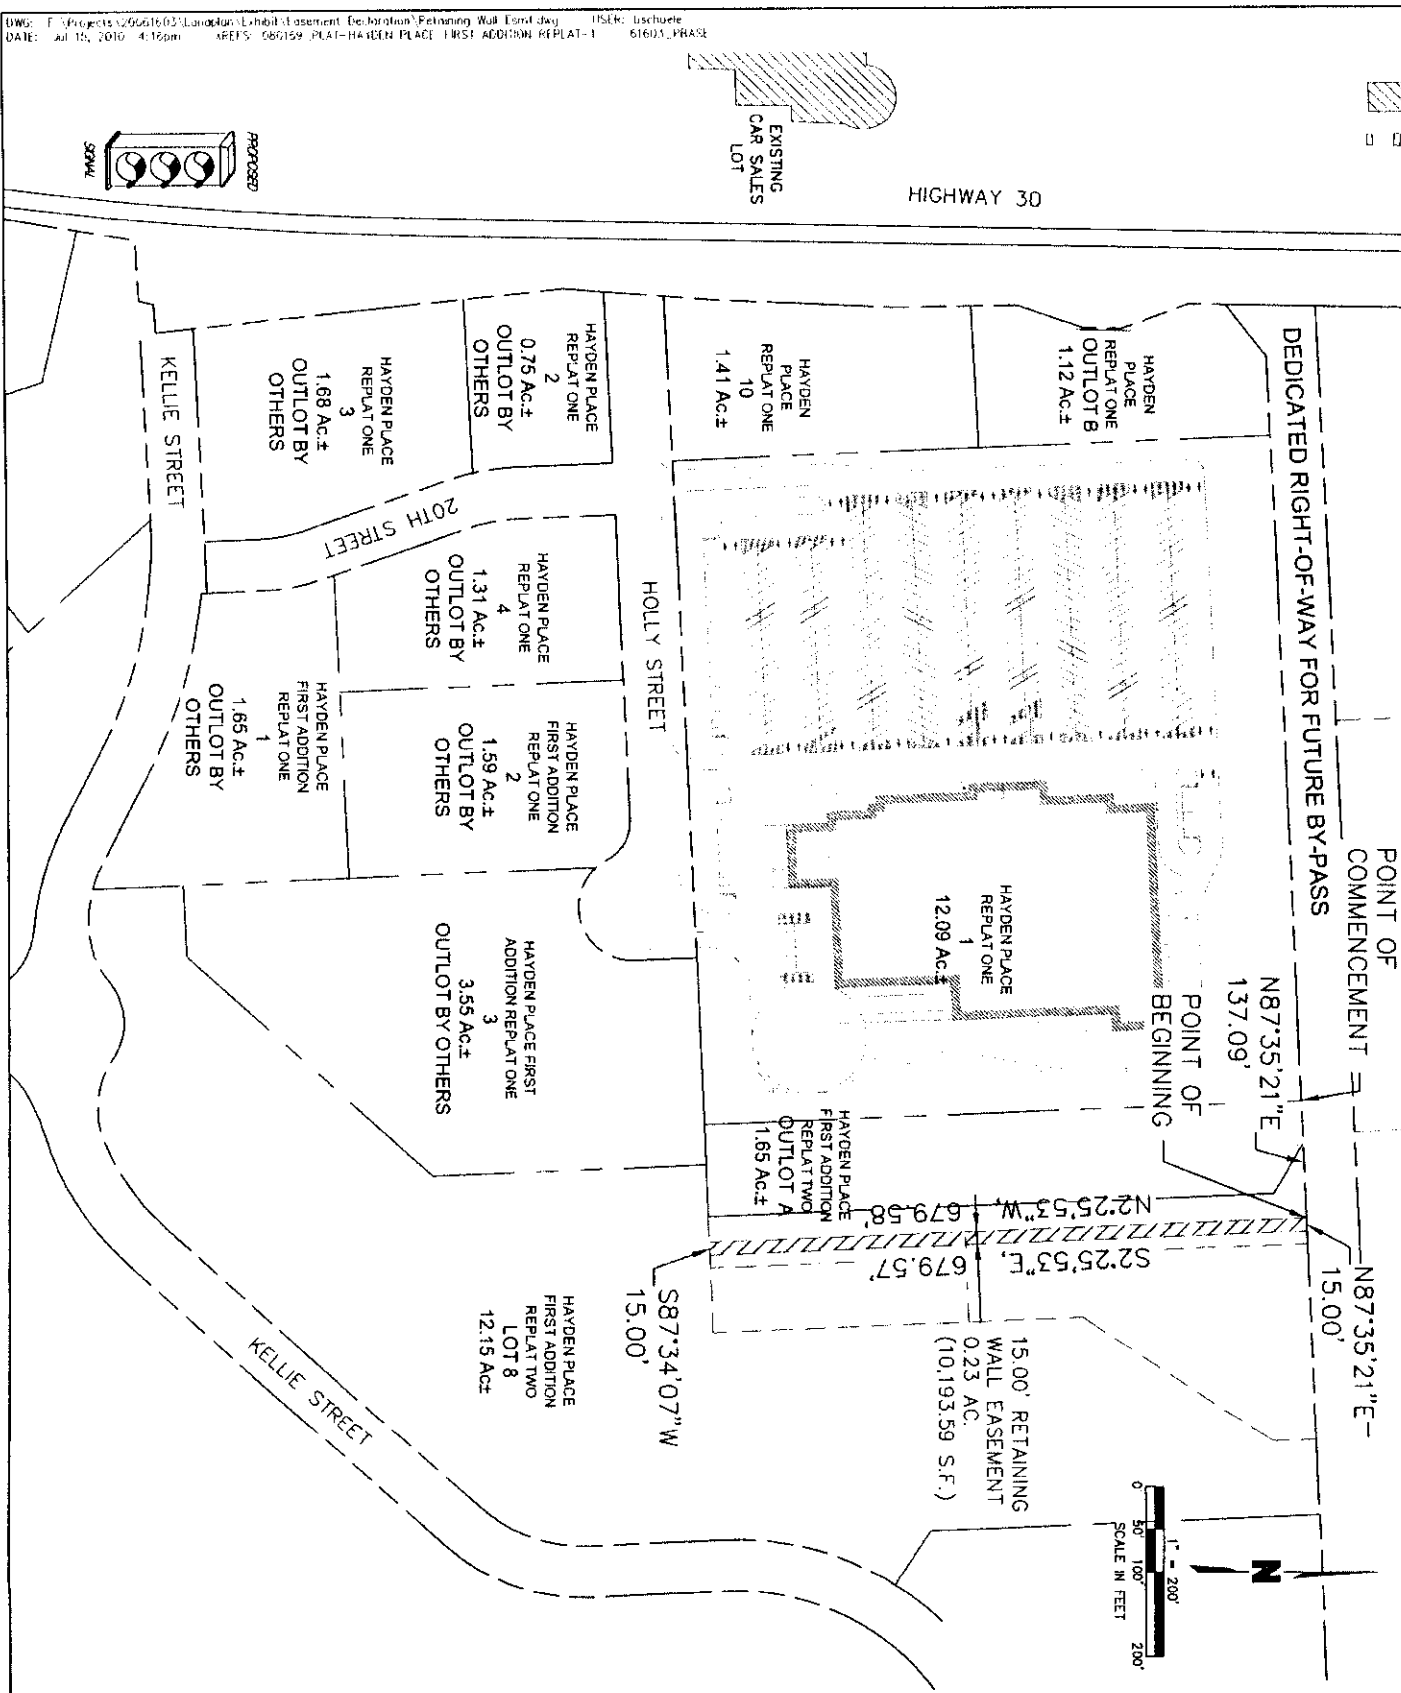 DATE: Jul 15, 2010 4:16pm
USER: tschuele
PROPOSED
SIGNAL
EXISTING
CAR SALES
LOT
HIGHWAY 30
KELLIE STREET
HAYDEN PLACE
REPLAT ONE
3
1.68 Ac.±
OUTLOT BY
OTHERS
HAYDEN PLACE
REPLAT ONE
2
0.75 Ac.±
OUTLOT BY
OTHERS
HAYDEN
PLACE
REPLAT ONE
10
1.41 Ac.±
HAYDEN
PLACE
REPLAT ONE
OUTLOT B
1.12 Ac.±
DEDICATED RIGHT-OF-WAY FOR FUTURE BY-PASS
20TH STREET
HOLLY STREET
HAYDEN PLACE
REPLAT ONE
4
1.31 Ac.±
OUTLOT BY
OTHERS
HAYDEN PLACE
FIRST ADDITION
REPLAT ONE
1
1.65 Ac.±
OUTLOT BY
OTHERS
HAYDEN PLACE
FIRST ADDITION
REPLAT ONE
2
1.59 Ac.±
OUTLOT BY
OTHERS
HAYDEN PLACE FIRST
ADDITION REPLAT ONE
3
3.55 Ac.±
OUTLOT BY OTHERS
HAYDEN PLACE
REPLAT ONE
1
12.09 Ac.±
POINT OF
COMMENCEMENT
N87°35'21"E
137.09'
POINT OF
BEGINNING
HAYDEN PLACE
FIRST ADDITION
REPLAT TWO
OUTLOT A
1.65 Ac.±
N2°25'53"W,
679.58'
S2°25'53"E,
679.57'
N87°35'21"E
15.00'
S87°34'07"W
15.00'
15.00' RETAINING
WALL EASEMENT
0.23 AC.
(10,193.59 S.F.)
HAYDEN PLACE
FIRST ADDITION
REPLAT TWO
LOT 8
12.15 Ac±
KELLIE STREET
N
1" = 200'
0 50' 100' 200'
SCALE IN FEET